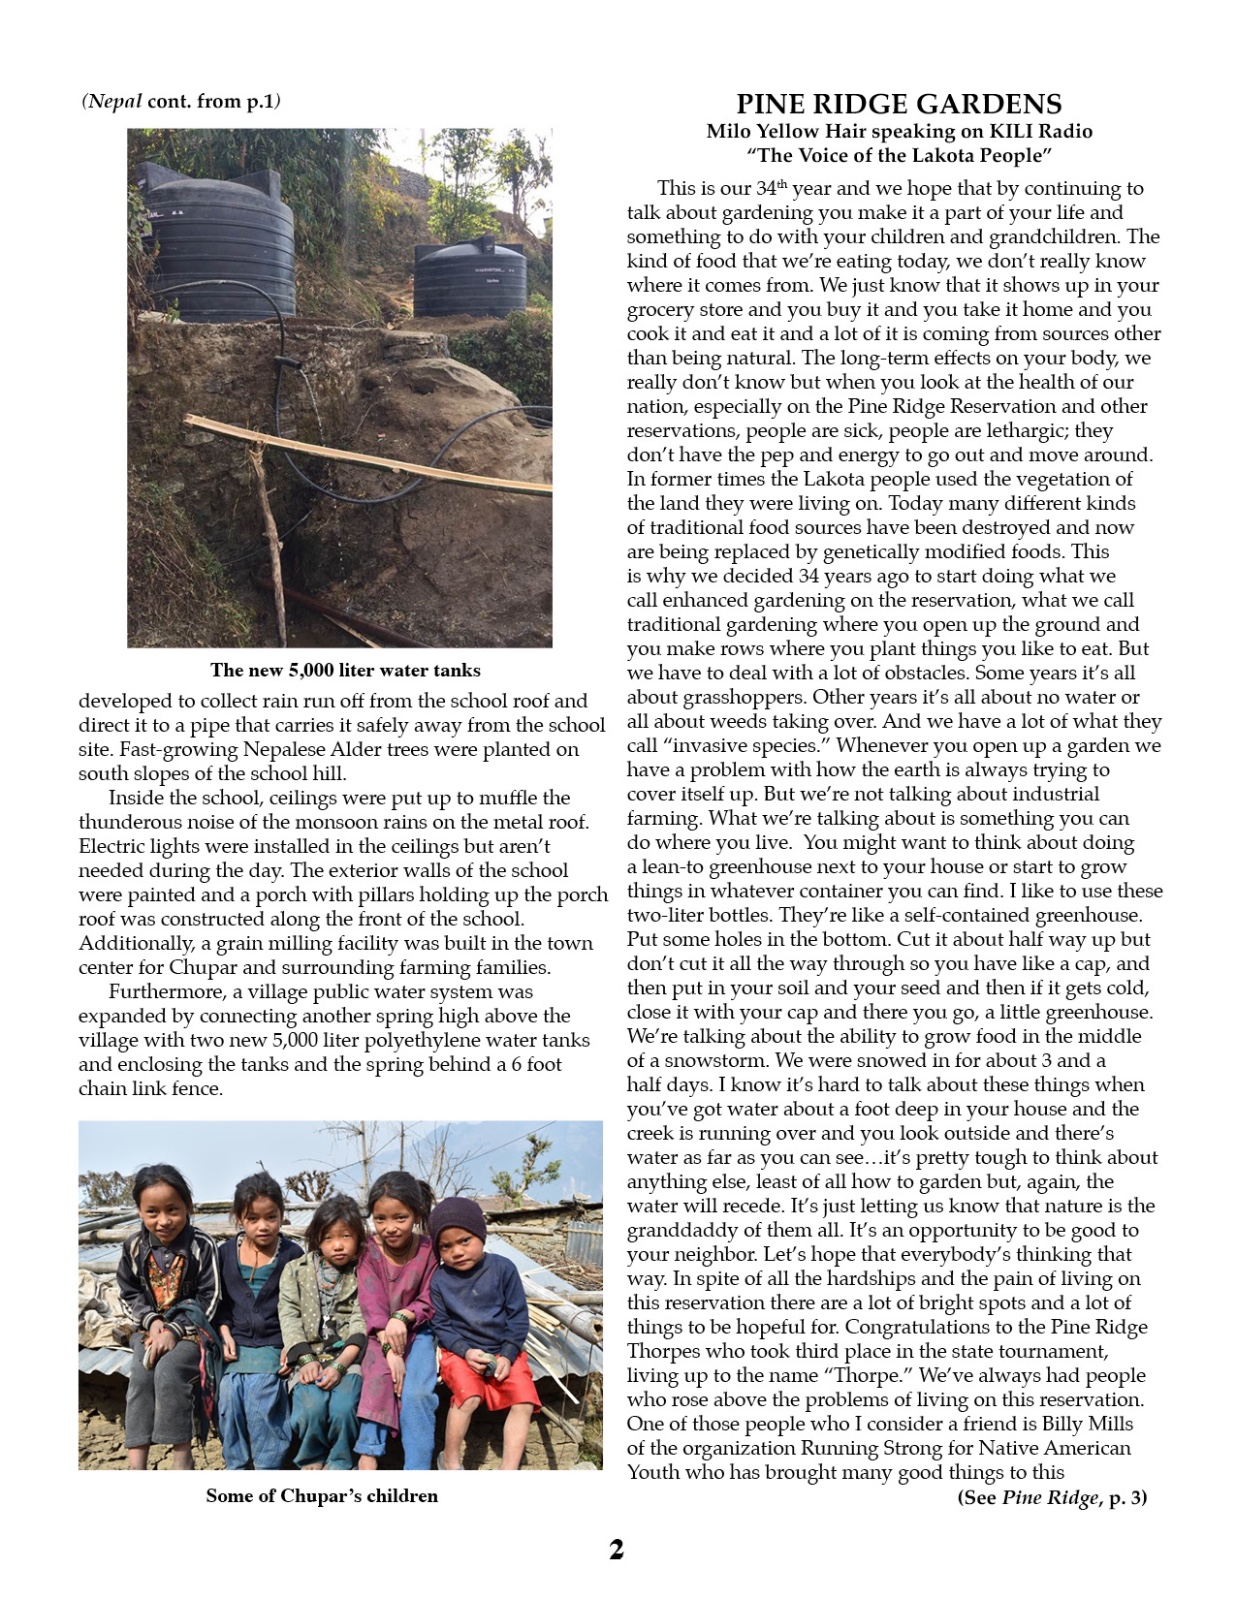 (Nepal cont. from p.1)
The new 5,000 liter water tanks
developed to collect rain run off from the school roof and
direct it to a pipe that carries it safely away from the school
site. Fast-growing Nepalese Alder trees were planted on
south slopes of the school hill.
Inside the school, ceilings were put up to muffle the
thunderous noise of the monsoon rains on the metal roof.
Electric lights were installed in the ceilings but aren’t
needed during the day. The exterior walls of the school
were painted and a porch with pillars holding up the porch
roof was constructed along the front of the school.
Additionally, a grain milling facility was built in the town
center for Chupar and surrounding farming families.
Furthermore, a village public water system was
expanded by connecting another spring high above the
village with two new 5,000 liter polyethylene water tanks
and enclosing the tanks and the spring behind a 6 foot
chain link fence.
Some of Chupar’s children
PINE RIDGE GARDENS
Milo Yellow Hair speaking on KILI Radio
“The Voice of the Lakota People”
This is our 34th year and we hope that by continuing to
talk about gardening you make it a part of your life and
something to do with your children and grandchildren. The
kind of food that we’re eating today, we don’t really know
where it comes from. We just know that it shows up in your
grocery store and you buy it and you take it home and you
cook it and eat it and a lot of it is coming from sources other
than being natural. The long-term effects on your body, we
really don’t know but when you look at the health of our
nation, especially on the Pine Ridge Reservation and other
reservations, people are sick, people are lethargic; they
don’t have the pep and energy to go out and move around.
In former times the Lakota people used the vegetation of
the land they were living on. Today many different kinds
of traditional food sources have been destroyed and now
are being replaced by genetically modified foods. This
is why we decided 34 years ago to start doing what we
call enhanced gardening on the reservation, what we call
traditional gardening where you open up the ground and
you make rows where you plant things you like to eat. But
we have to deal with a lot of obstacles. Some years it’s all
about grasshoppers. Other years it’s all about no water or
all about weeds taking over. And we have a lot of what they
call “invasive species.” Whenever you open up a garden we
have a problem with how the earth is always trying to
cover itself up. But we’re not talking about industrial
farming. What we’re talking about is something you can
do where you live.  You might want to think about doing
a lean-to greenhouse next to your house or start to grow
things in whatever container you can find. I like to use these
two-liter bottles. They’re like a self-contained greenhouse.
Put some holes in the bottom. Cut it about half way up but
don’t cut it all the way through so you have like a cap, and
then put in your soil and your seed and then if it gets cold,
close it with your cap and there you go, a little greenhouse.
We’re talking about the ability to grow food in the middle
of a snowstorm. We were snowed in for about 3 and a
half days. I know it’s hard to talk about these things when
you’ve got water about a foot deep in your house and the
creek is running over and you look outside and there’s
water as far as you can see…it’s pretty tough to think about
anything else, least of all how to garden but, again, the
water will recede. It’s just letting us know that nature is the
granddaddy of them all. It’s an opportunity to be good to
your neighbor. Let’s hope that everybody’s thinking that
way. In spite of all the hardships and the pain of living on
this reservation there are a lot of bright spots and a lot of
things to be hopeful for. Congratulations to the Pine Ridge
Thorpes who took third place in the state tournament,
living up to the name “Thorpe.” We’ve always had people
who rose above the problems of living on this reservation.
One of those people who I consider a friend is Billy Mills
of the organization Running Strong for Native American
Youth who has brought many good things to this
(See Pine Ridge, p. 3)
2